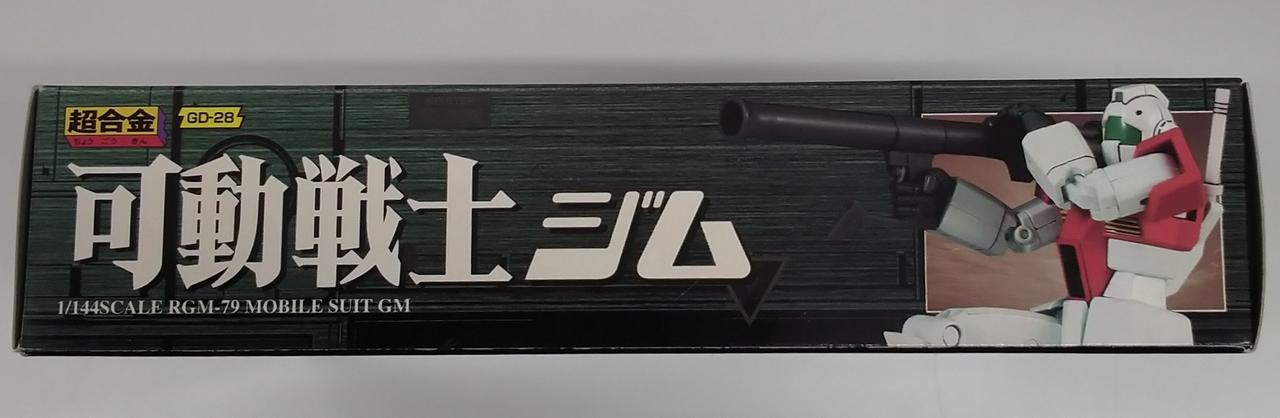 超合金
ちょう ごう きん
GD-28
可動戦士 ジム
1/144SCALE RGM-79 MOBILE SUIT GM